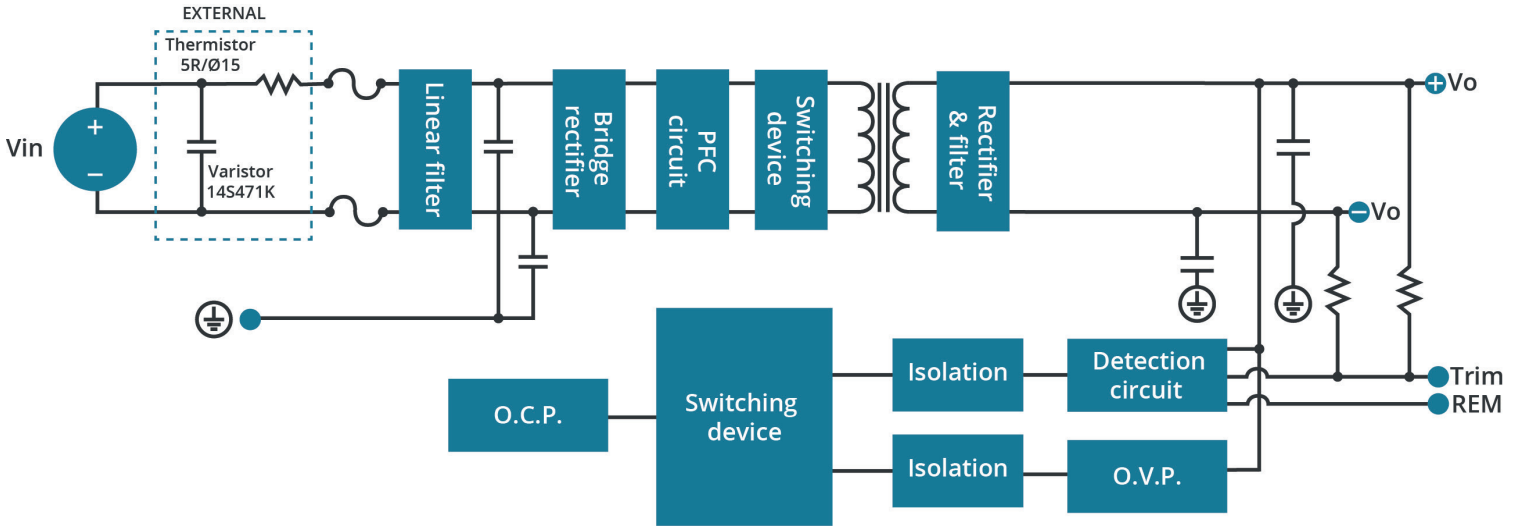 EXTERNAL
Thermistor
5R/Ø15
Vin
+
−
Varistor
14S471K
Linear filter
Bridge
rectifier
PFC
circuit
Switching
device
Rectifier
& filter
+ Vo
− Vo
Switching
device
O.C.P.
Isolation
Detection
circuit
Trim
REM
Isolation
O.V.P.